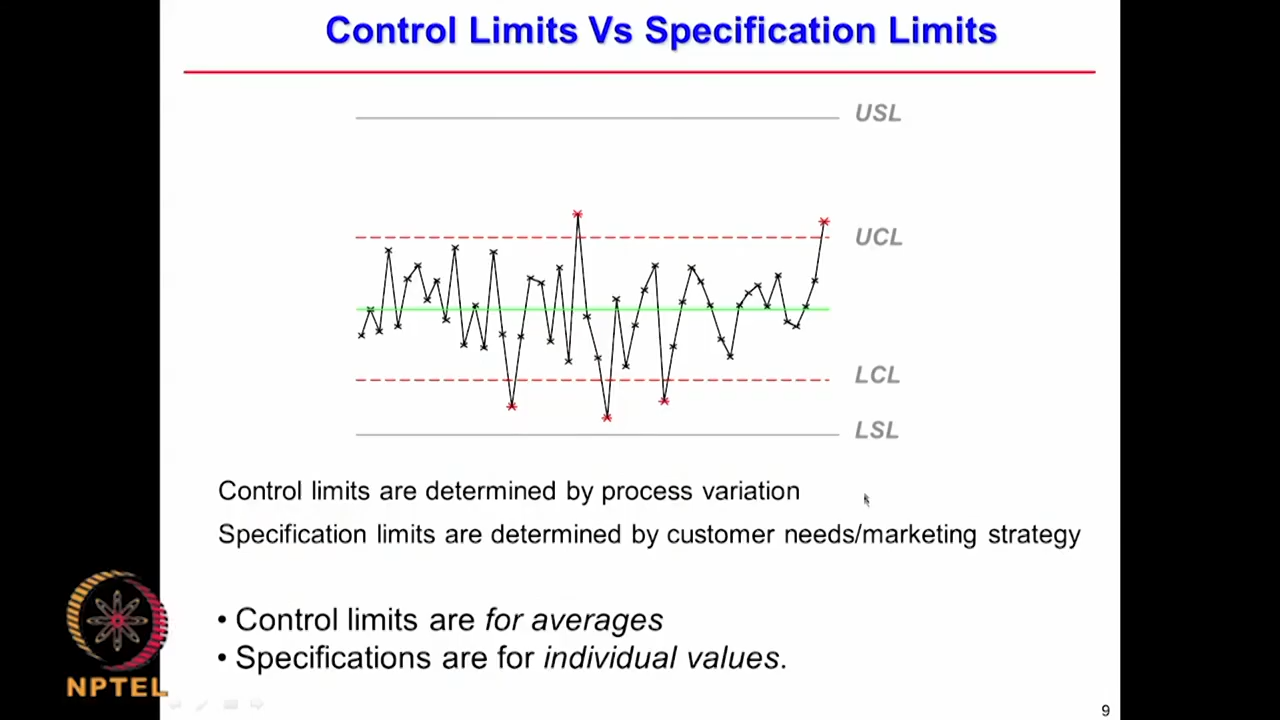 Control Limits Vs Specification Limits
USL
UCL
LCL
LSL
Control limits are determined by process variation
Specification limits are determined by customer needs/marketing strategy
• Control limits are for averages
• Specifications are for individual values.
NPTEL
9